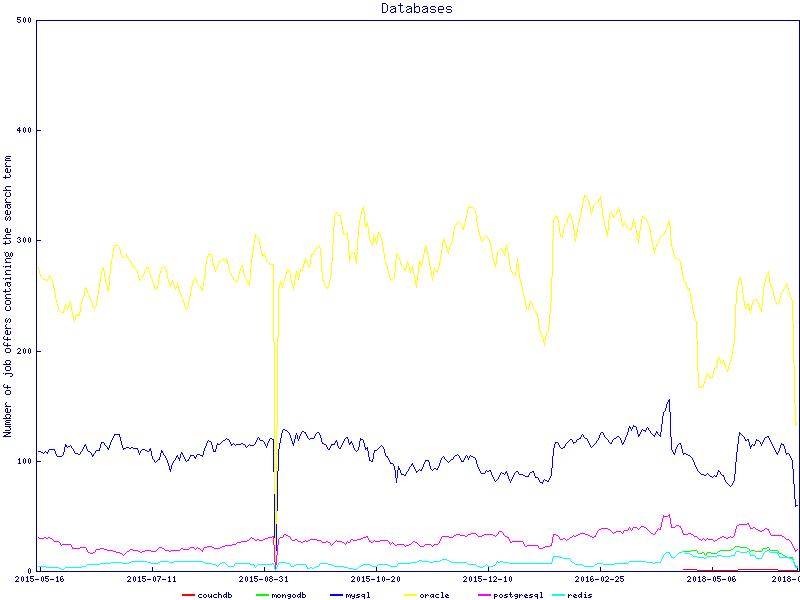 Databases
500
400
300
200
100
0
Number of job offers containing the search term
2015-05-16 2015-07-11 2015-08-31 2015-10-20 2015-12-10 2016-02-25 2018-05-06 2018-0
couchdb mongodb mysql oracle postgresql redis